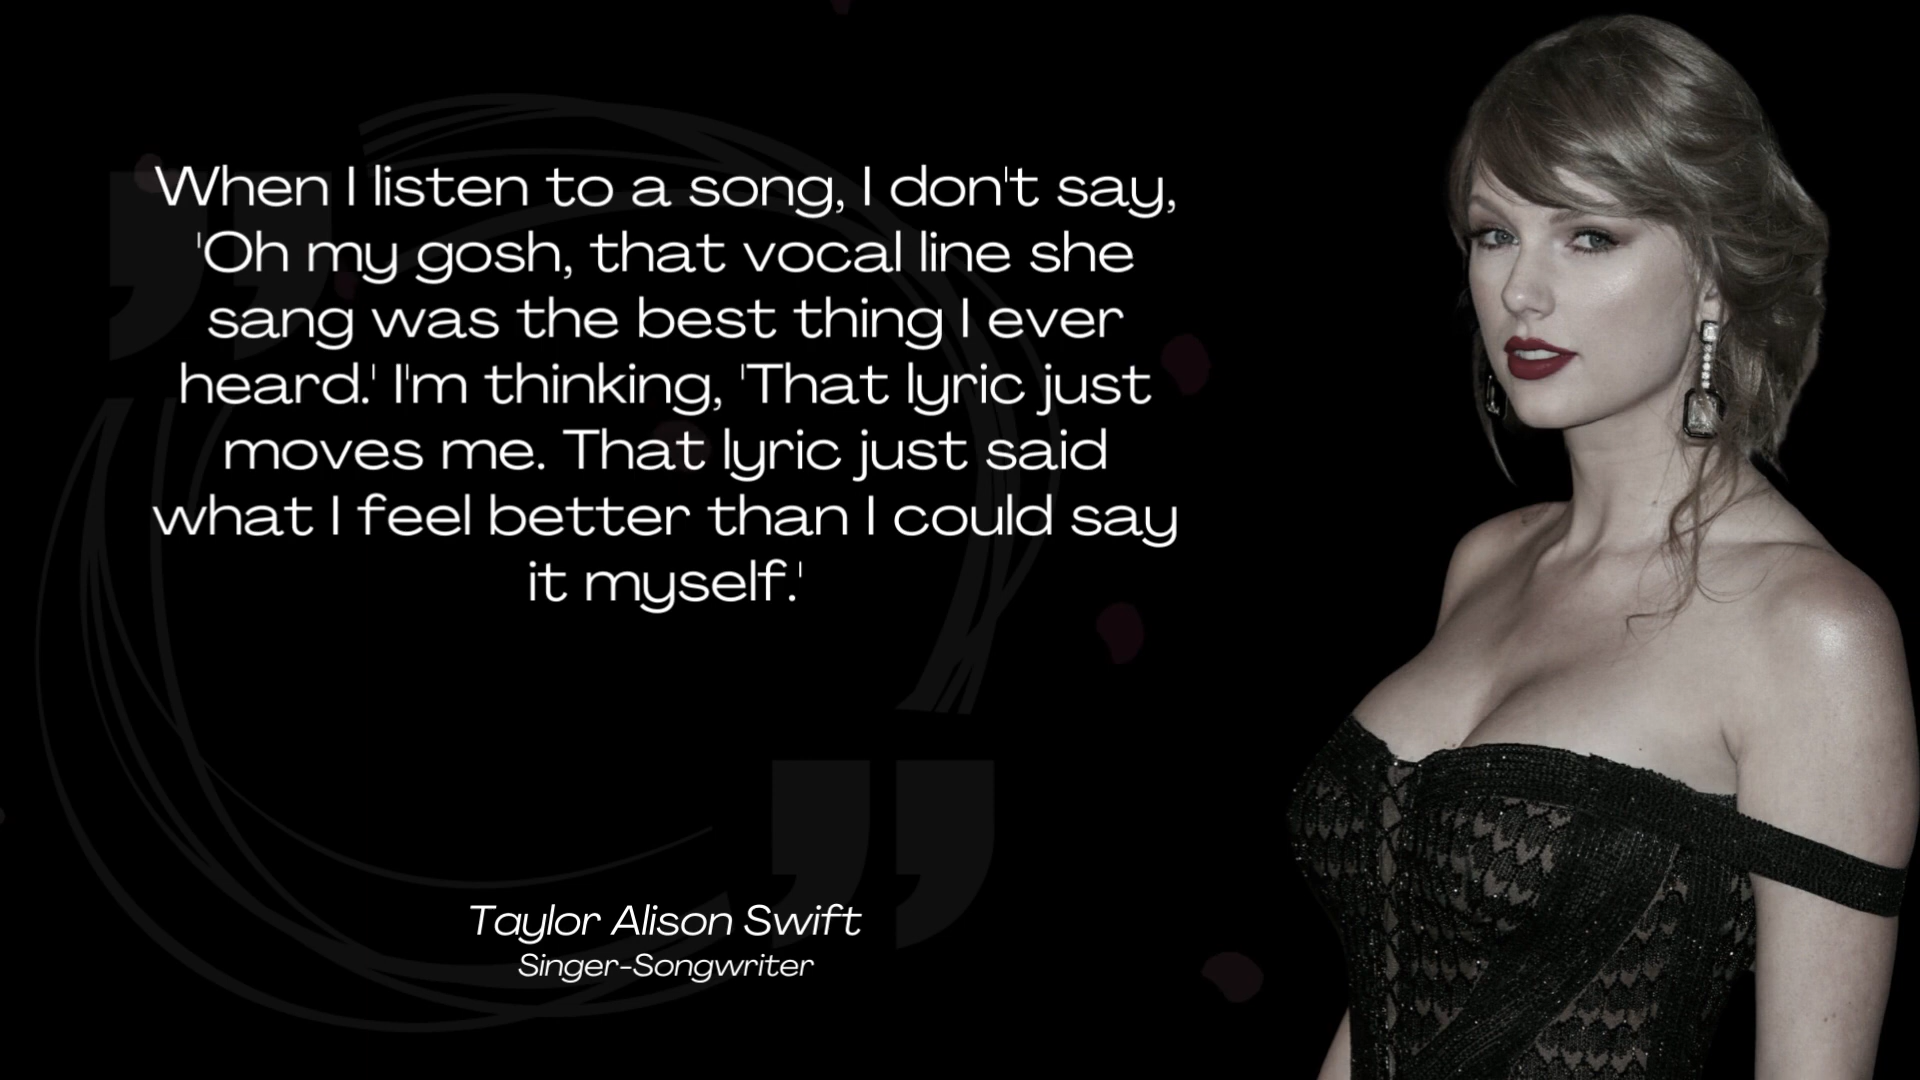 When I listen to a song, I don't say,
'Oh my gosh, that vocal line she
sang was the best thing I ever
heard.' I'm thinking, 'That lyric just
moves me. That lyric just said
what I feel better than I could say
it myself.'
Taylor Alison Swift
Singer-Songwriter